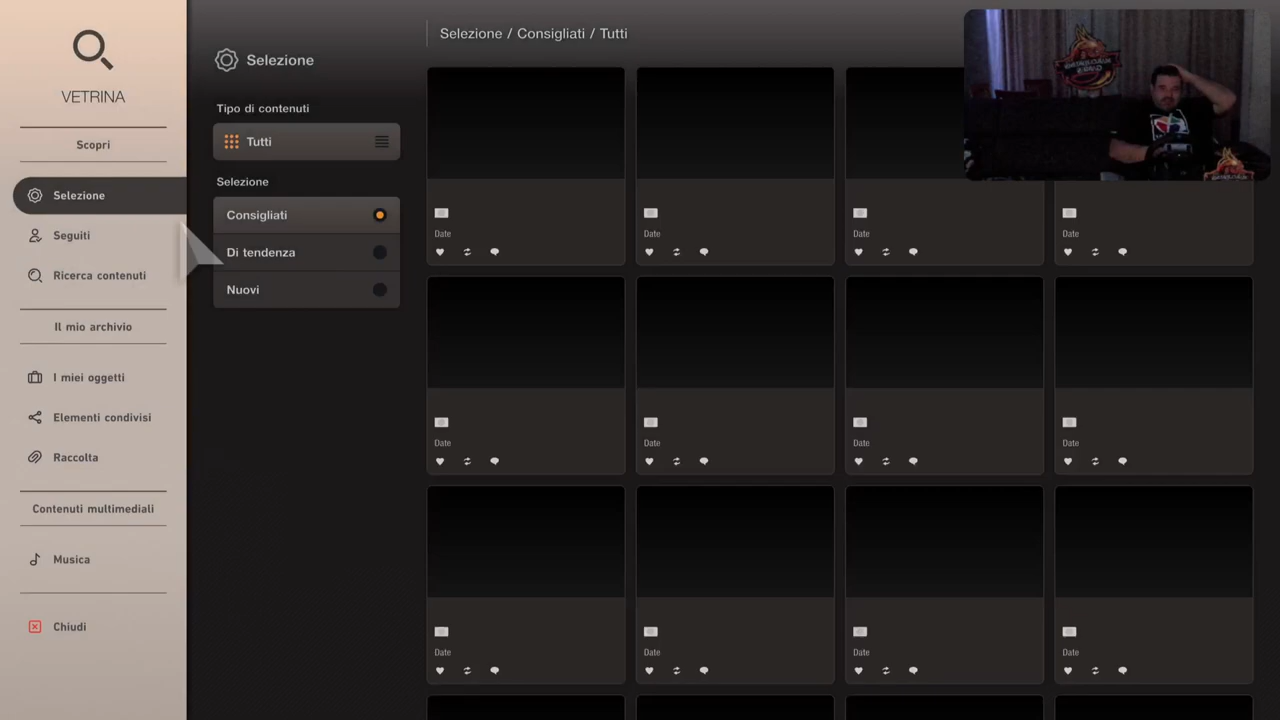 VETRINA
Scopri
Selezione
Seguiti
Ricerca contenuti
Il mio archivio
I miei oggetti
Elementi condivisi
Raccolta
Contenuti multimediali
Musica
Chiudi
Selezione
Tipo di contenuti
Tutti
Selezione
Consigliati
Di tendenza
Nuovi
Selezione / Consigliati / Tutti
Date
Date
Date
Date
Date
Date
Date
Date
Date
Date
Date
Date